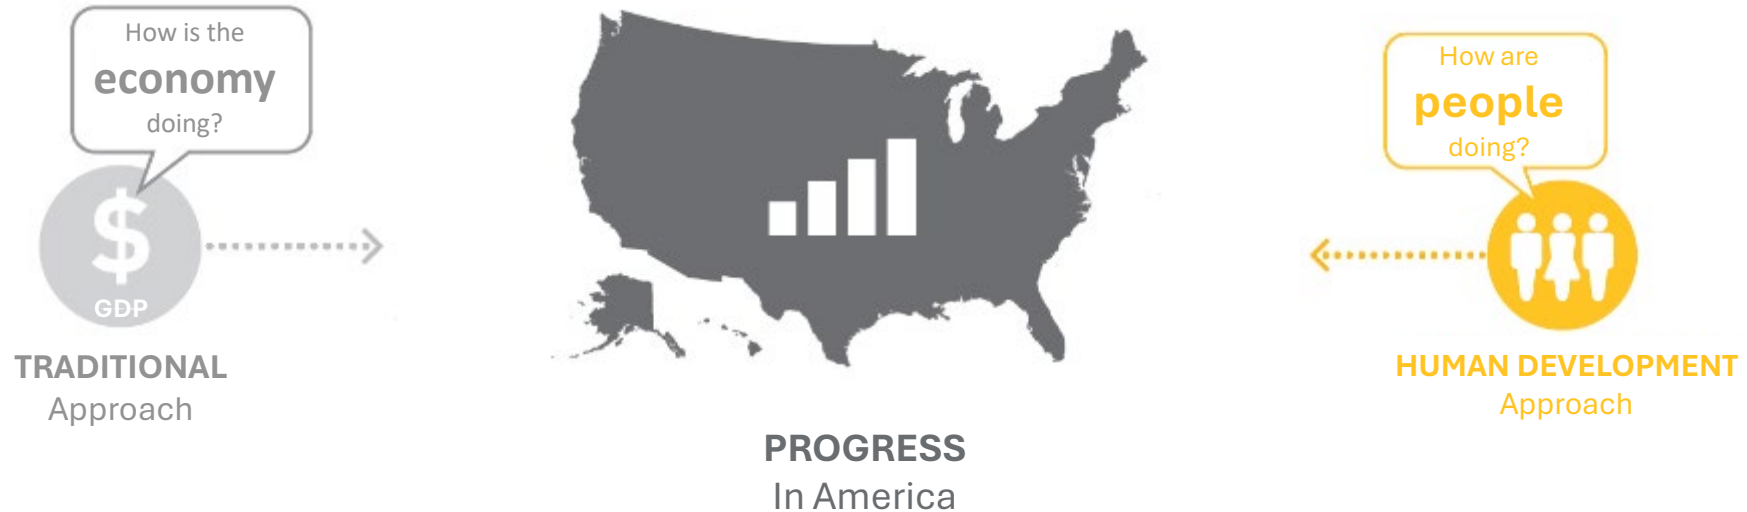 How is the
economy
doing?
$
GDP
TRADITIONAL
Approach
PROGRESS
In America
How are
people
doing?
HUMAN DEVELOPMENT
Approach